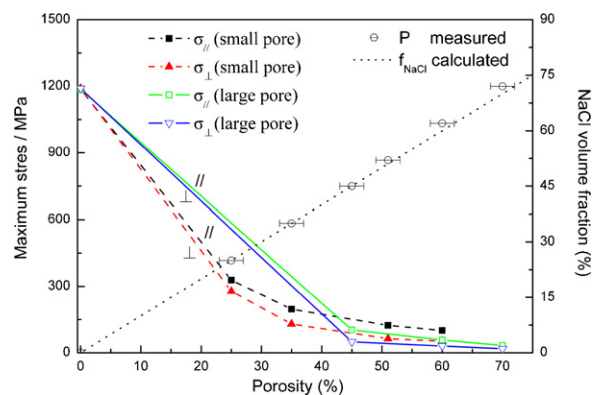 1500
1200
900
600
300
0
Maximum stres / MPa
σ// (small pore)
σ⊥ (small pore)
σ// (large pore)
σ⊥ (large pore)
P measured
fNaCl calculated
//
⊥
//
⊥
90
75
60
45
30
15
0
NaCl volume fraction (%)
0 10 20 30 40 50 60 70
Porosity (%)